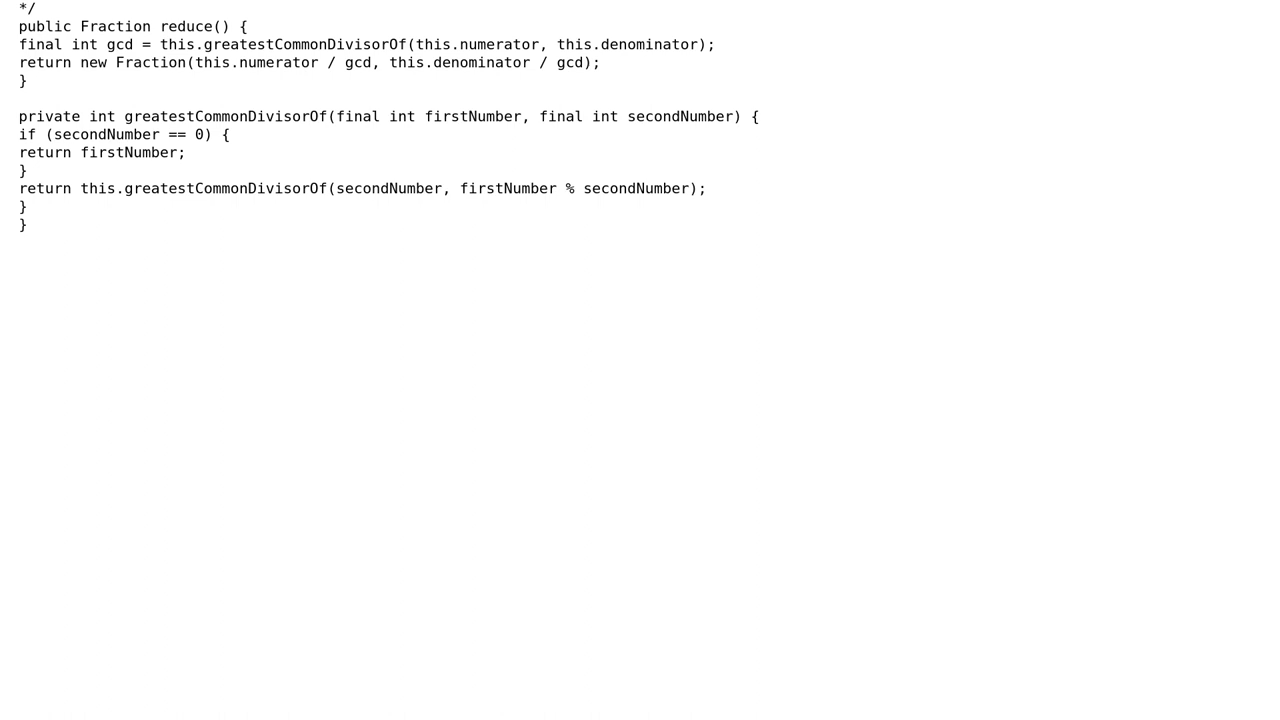 */
public Fraction reduce() {
final int gcd = this.greatestCommonDivisorOf(this.numerator, this.denominator);
return new Fraction(this.numerator / gcd, this.denominator / gcd);
}

private int greatestCommonDivisorOf(final int firstNumber, final int secondNumber) {
if (secondNumber == 0) {
return firstNumber;
}
return this.greatestCommonDivisorOf(secondNumber, firstNumber % secondNumber);
}
}